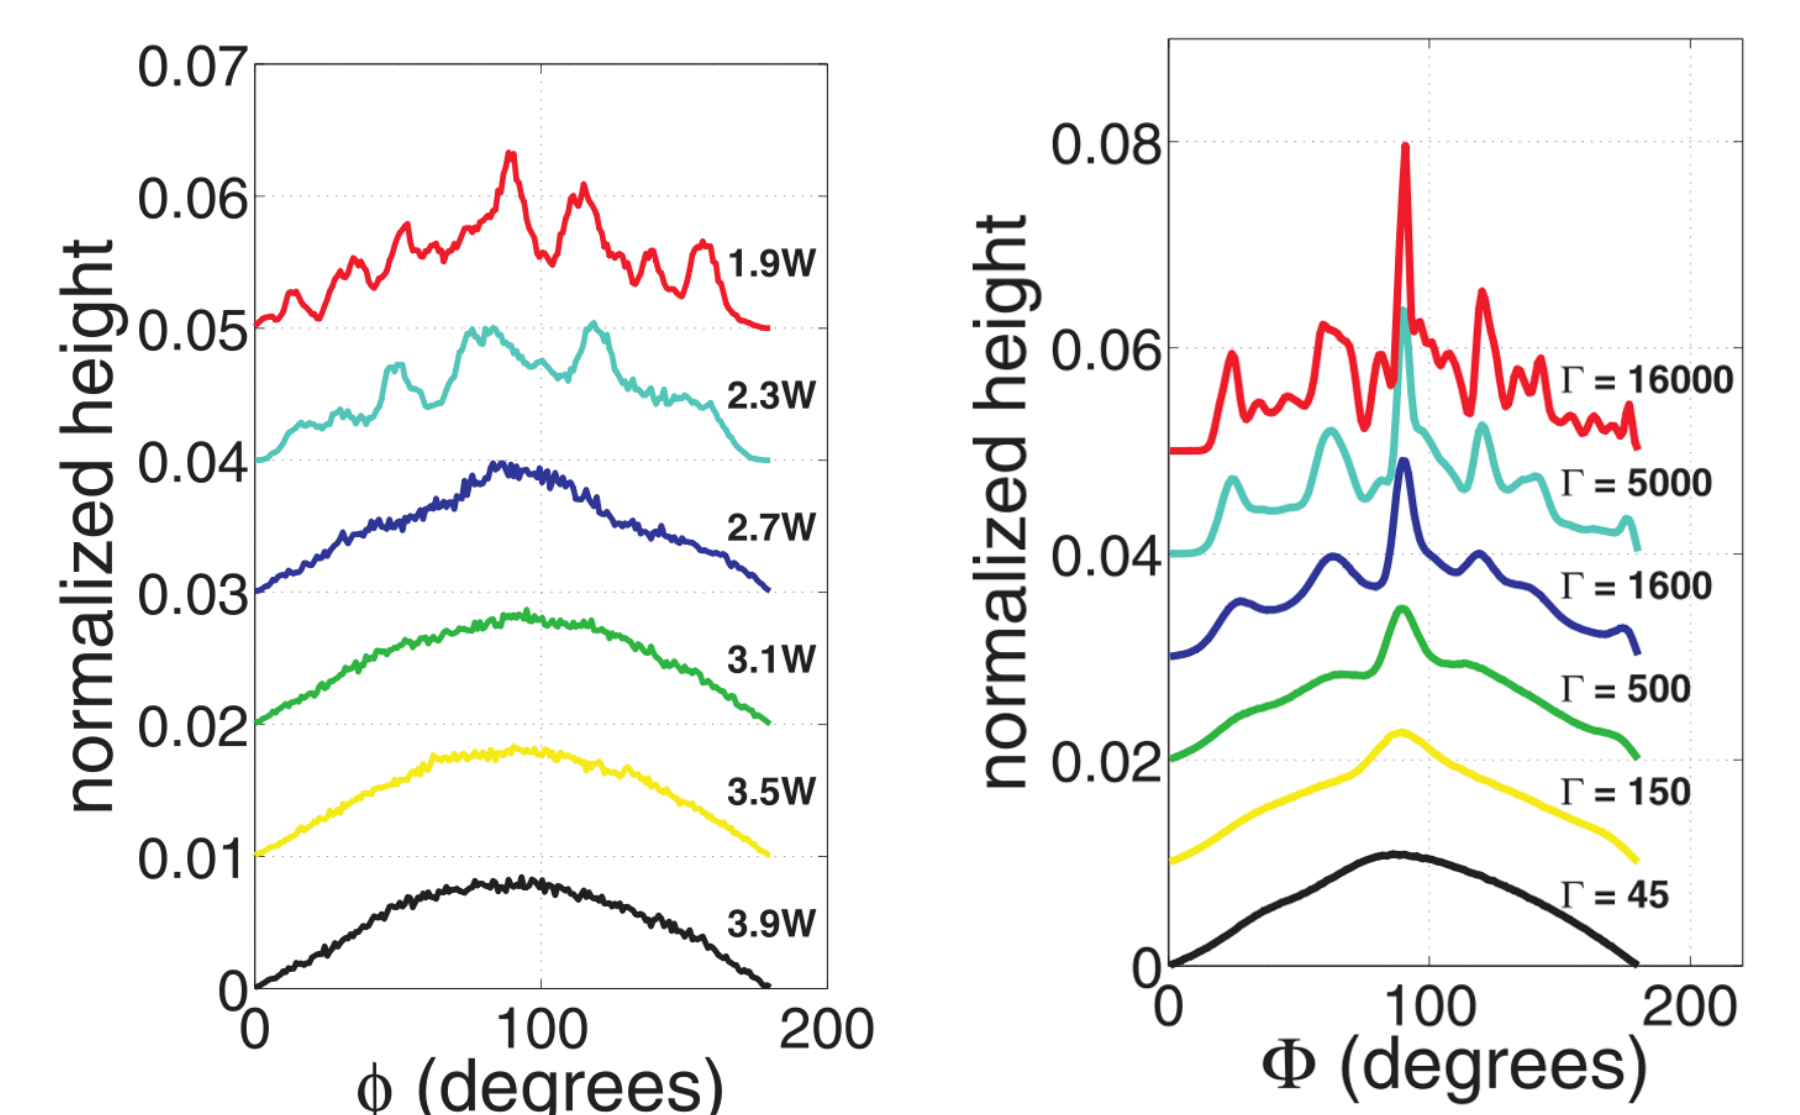 normalized height
0.07
0.06
0.05
0.04
0.03
0.02
0.01
0
1.9W
2.3W
2.7W
3.1W
3.5W
3.9W
0 100 200
ϕ (degrees)
normalized height
0.08
0.06
0.04
0.02
0
Γ = 16000
Γ = 5000
Γ = 1600
Γ = 500
Γ = 150
Γ = 45
0 100 200
Φ (degrees)